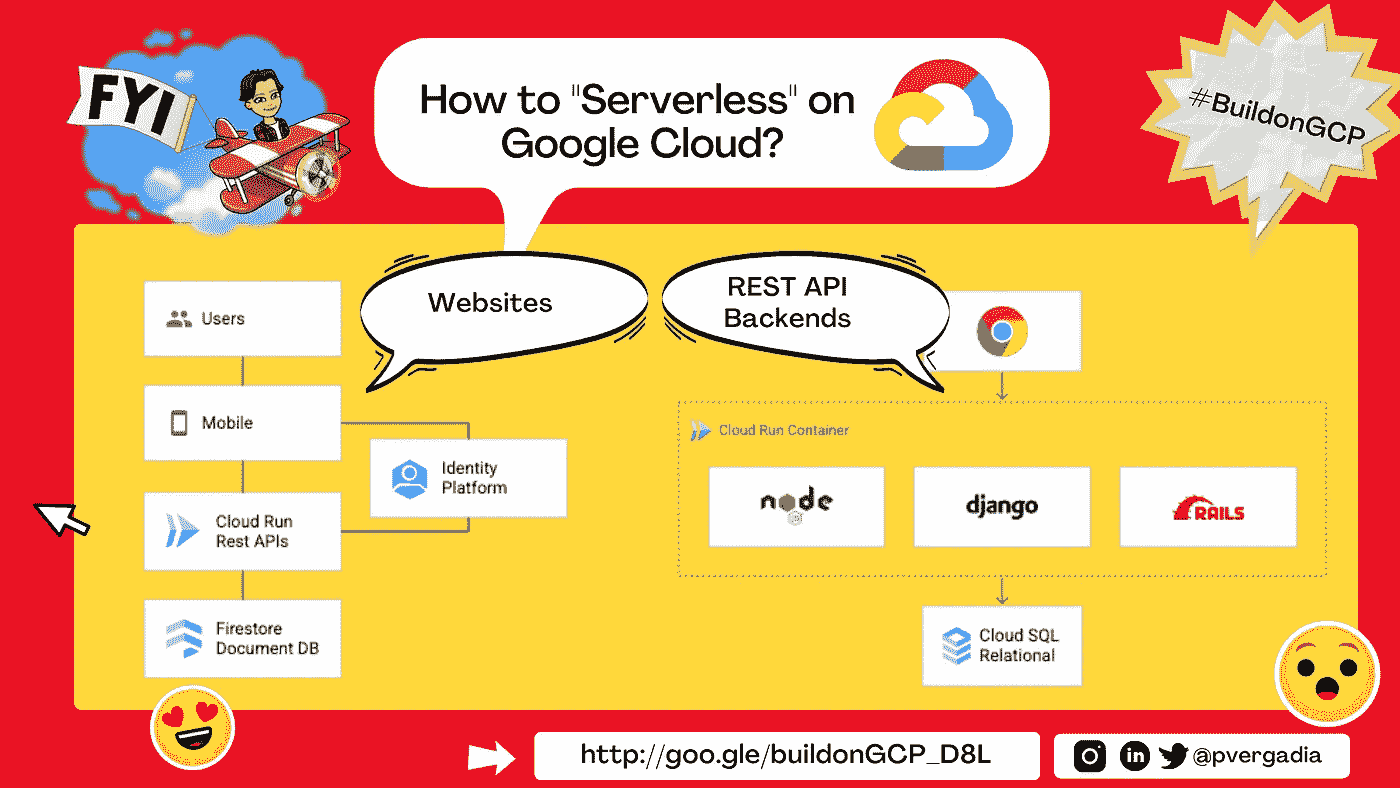 FYI
How to "Serverless" on
Google Cloud?
#BuildonGCP
Websites
REST API
Backends
Users
Mobile
Identity
Platform
Cloud Run
Rest APIs
Firestore
Document DB
Cloud Run Container
node
django
RAILS
Cloud SQL
Relational
http://goo.gle/buildonGCP_D8L
in
@pvergadia